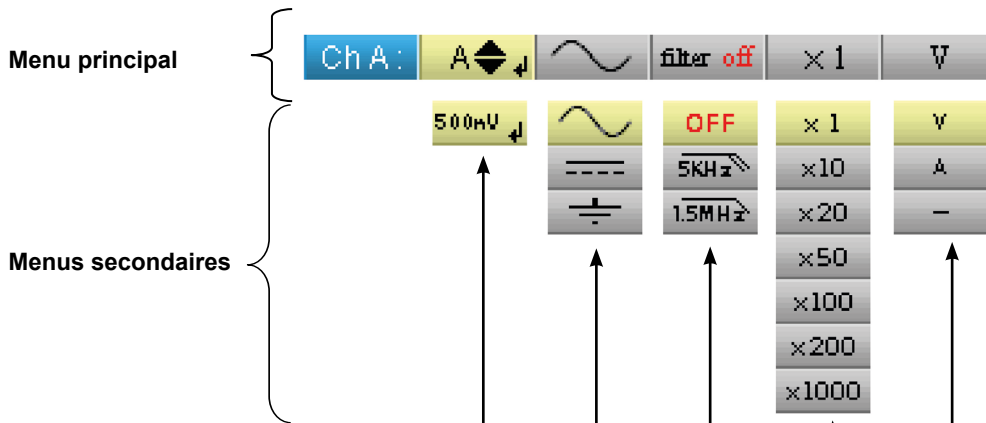 Menu principal
Ch A : A filter off × 1 V
Menus secondaires
500mV OFF × 1 V
5KHz ×10 A
1.5MHz ×20 –
×50
×100
×200
×1000